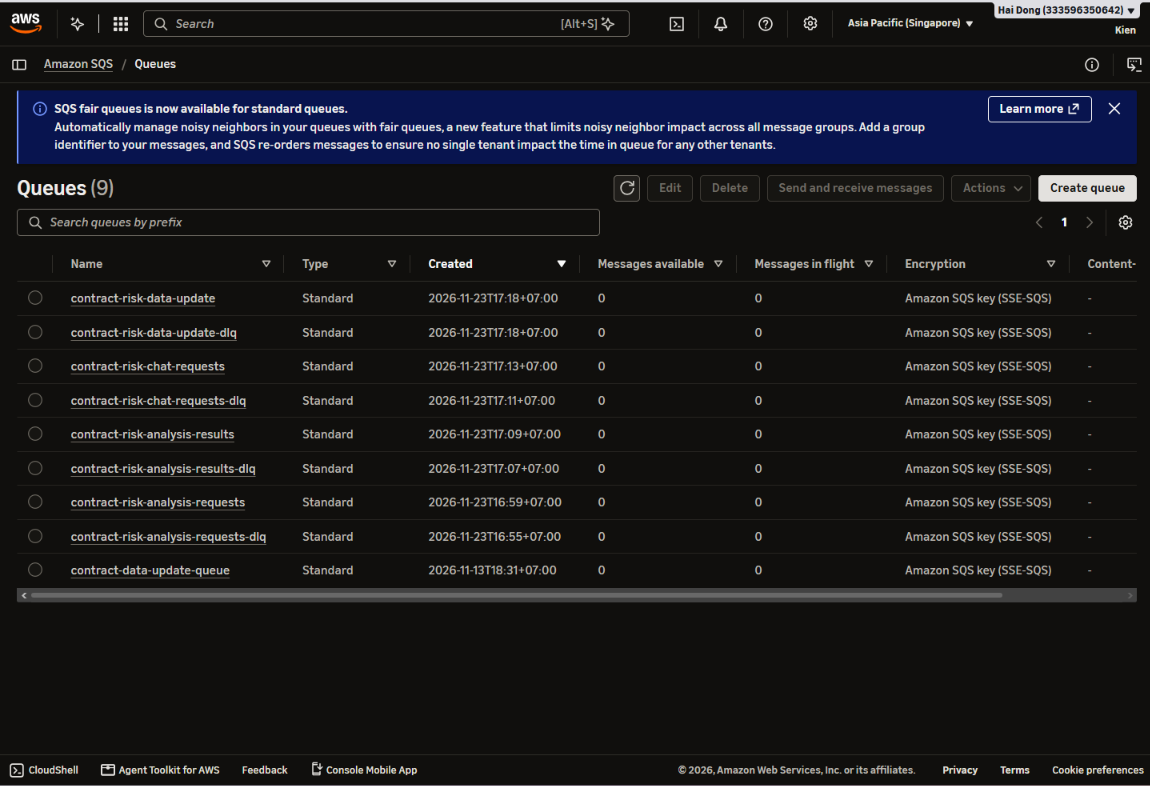 aws
Search
[Alt+S]
Asia Pacific (Singapore)
Hai Dong (333596350642)
Kien
Amazon SQS / Queues
SQS fair queues is now available for standard queues.
Automatically manage noisy neighbors in your queues with fair queues, a new feature that limits noisy neighbor impact across all message groups. Add a group
identifier to your messages, and SQS re-orders messages to ensure no single tenant impact the time in queue for any other tenants.
Learn more
Queues (9)
Edit
Delete
Send and receive messages
Actions
Create queue
Search queues by prefix
1
Name Type Created Messages available Messages in flight Encryption Content-
contract-risk-data-update Standard 2026-11-23T17:18+07:00 0 0 Amazon SQS key (SSE-SQS) -
contract-risk-data-update-dlq Standard 2026-11-23T17:18+07:00 0 0 Amazon SQS key (SSE-SQS) -
contract-risk-chat-requests Standard 2026-11-23T17:13+07:00 0 0 Amazon SQS key (SSE-SQS) -
contract-risk-chat-requests-dlq Standard 2026-11-23T17:11+07:00 0 0 Amazon SQS key (SSE-SQS) -
contract-risk-analysis-results Standard 2026-11-23T17:09+07:00 0 0 Amazon SQS key (SSE-SQS) -
contract-risk-analysis-results-dlq Standard 2026-11-23T17:07+07:00 0 0 Amazon SQS key (SSE-SQS) -
contract-risk-analysis-requests Standard 2026-11-23T16:59+07:00 0 0 Amazon SQS key (SSE-SQS) -
contract-risk-analysis-requests-dlq Standard 2026-11-23T16:55+07:00 0 0 Amazon SQS key (SSE-SQS) -
contract-data-update-queue Standard 2026-11-13T18:31+07:00 0 0 Amazon SQS key (SSE-SQS) -
CloudShell
Agent Toolkit for AWS
Feedback
Console Mobile App
© 2026, Amazon Web Services, Inc. or its affiliates.
Privacy
Terms
Cookie preferences